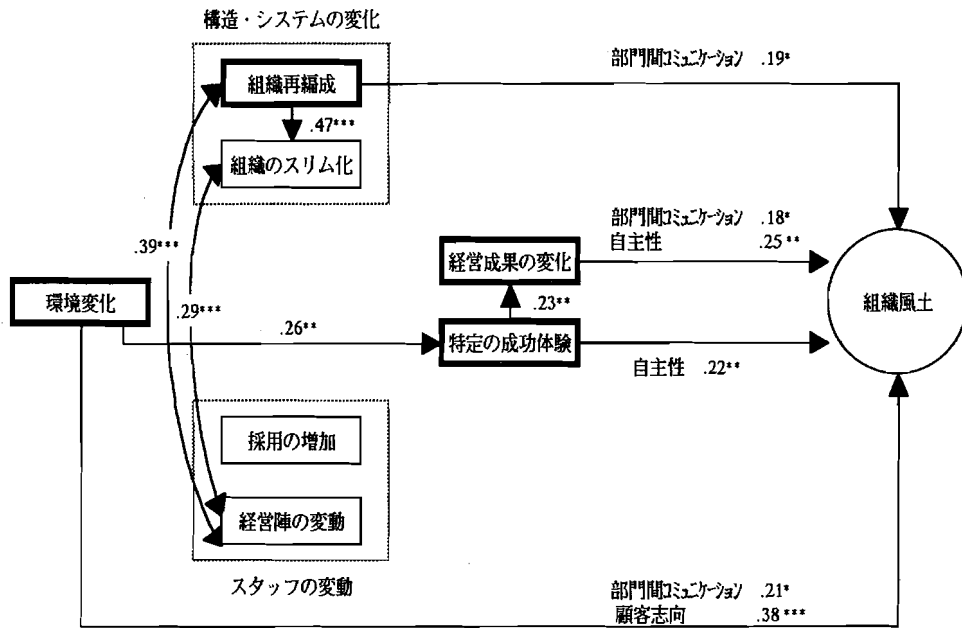 構造・システムの変化
組織再編成
部門間コミュニケーション .19*
.47***
組織のスリム化
部門間コミュニケーション .18*
自主性 .25**
.39***
経営成果の変化
環境変化
.29***
.26**
.23**
組織風土
特定の成功体験
自主性 .22**
採用の増加
経営陣の変動
スタッフの変動
部門間コミュニケーション .21*
顧客志向 .38***